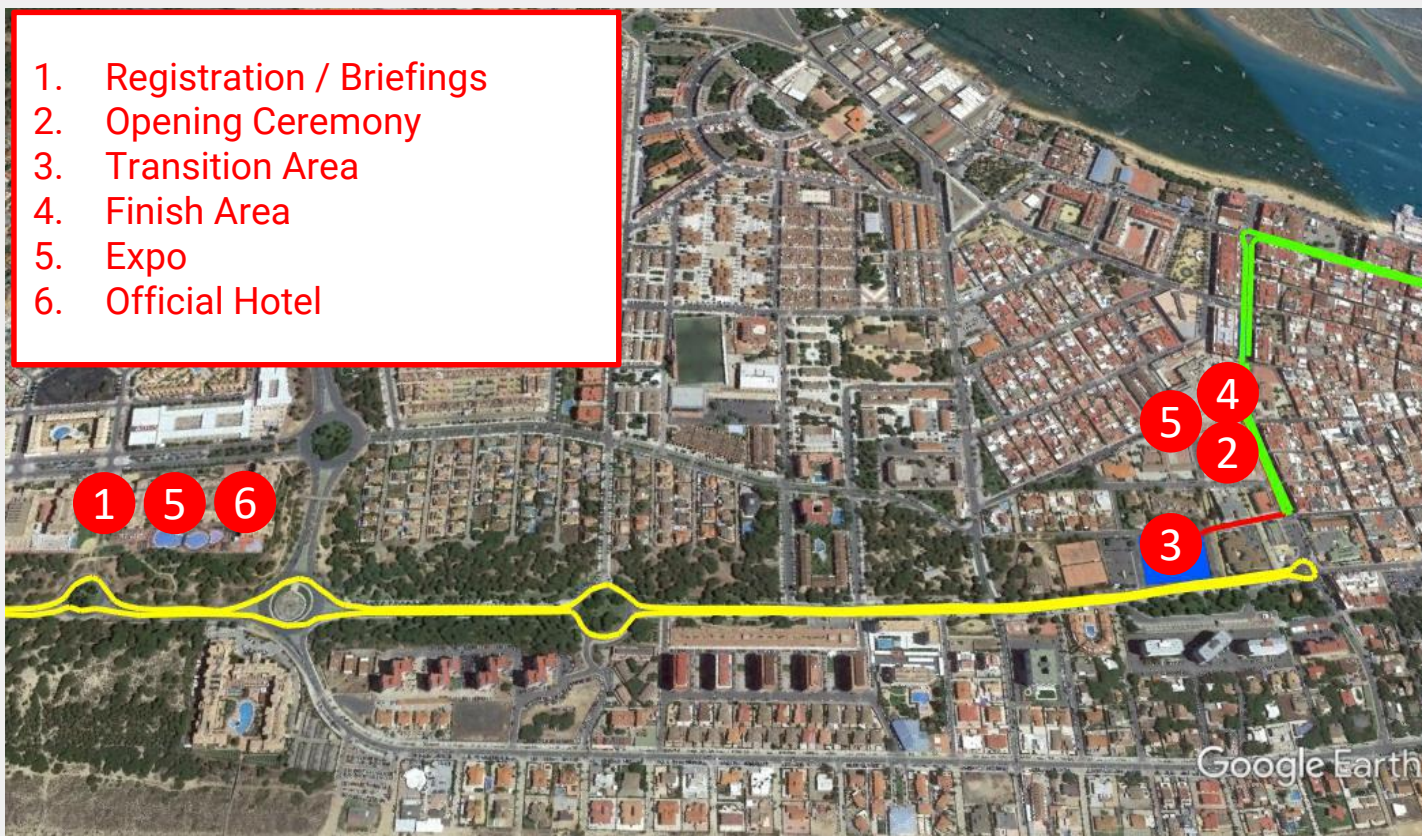 1. Registration / Briefings
2. Opening Ceremony
3. Transition Area
4. Finish Area
5. Expo
6. Official Hotel
4
5
2
1 5 6
3
Google Earth